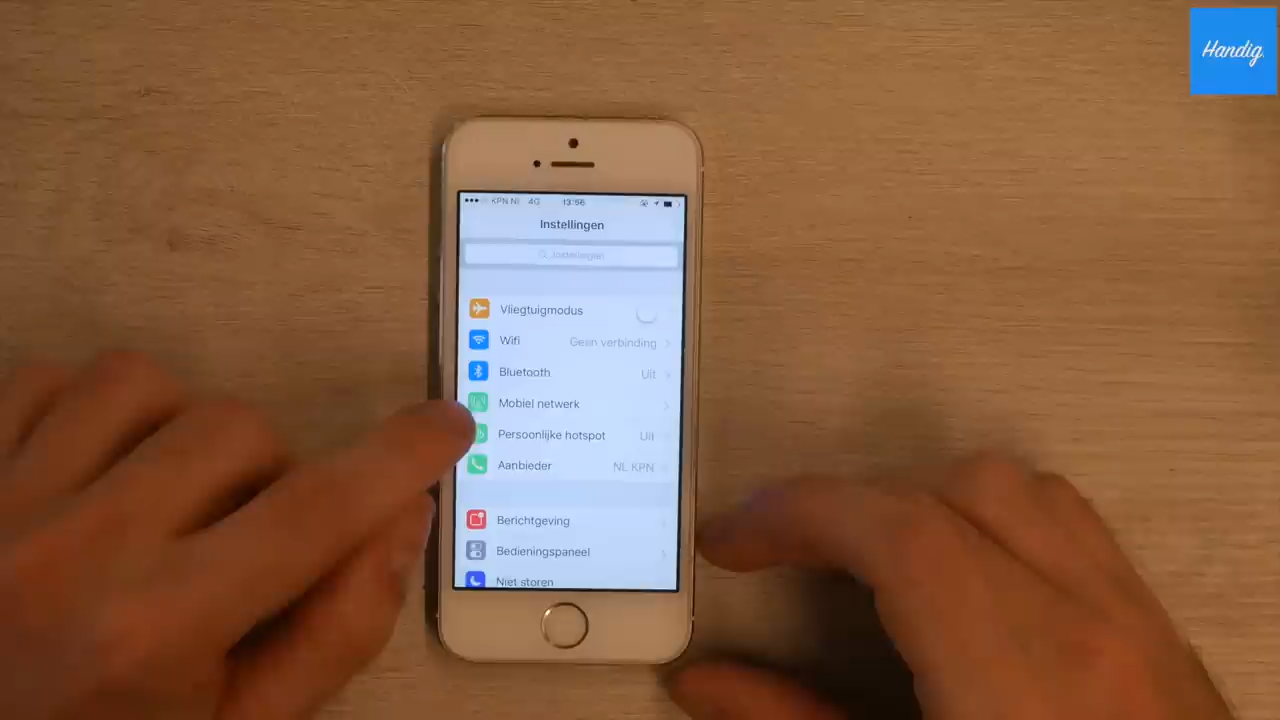 Handig.
KPN NL 4G 13:56
Instellingen
Instellingen
Vliegtuigmodus
Wifi Geen verbinding
Bluetooth Uit
Mobiel netwerk
Persoonlijke hotspot Uit
Aanbieder NL KPN
Berichtgeving
Bedieningspaneel
Niet storen